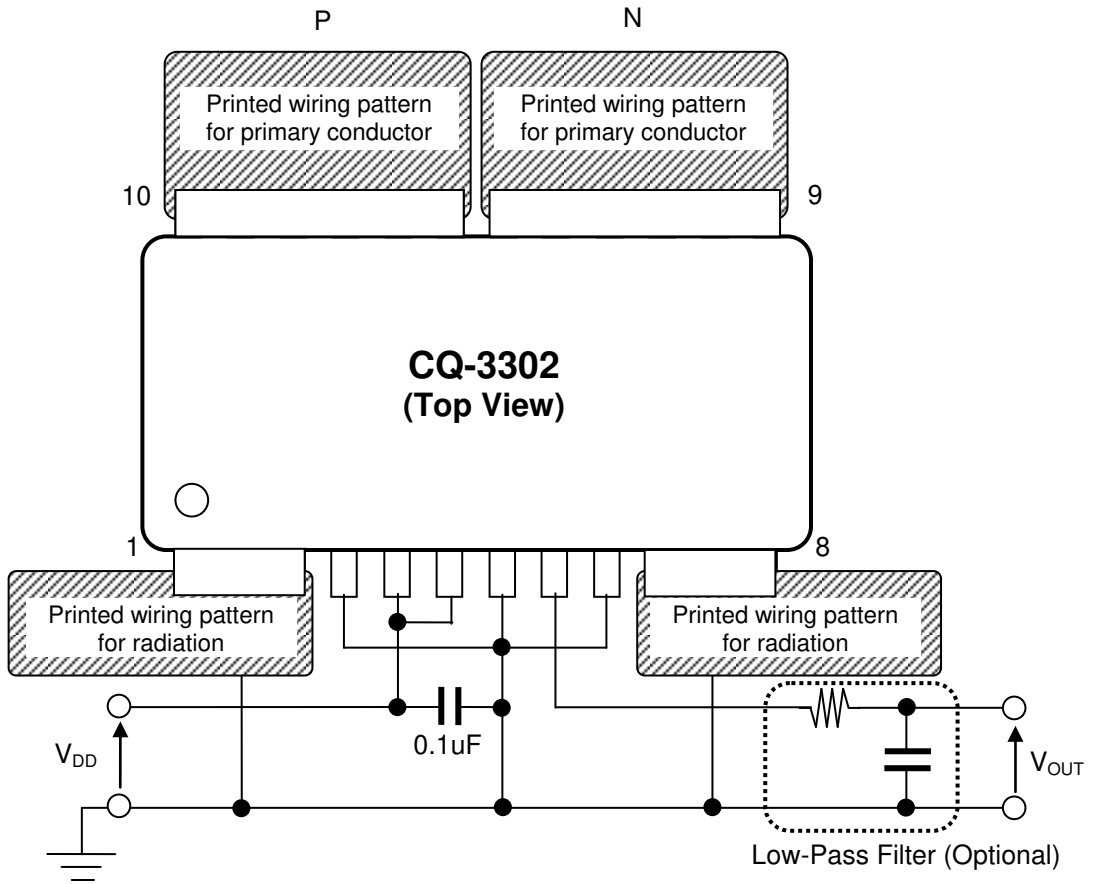 P
N
Printed wiring pattern
for primary conductor
Printed wiring pattern
for primary conductor
10
9
CQ-3302
(Top View)
1
8
Printed wiring pattern
for radiation
Printed wiring pattern
for radiation
0.1uF
VDD
VOUT
Low-Pass Filter (Optional)